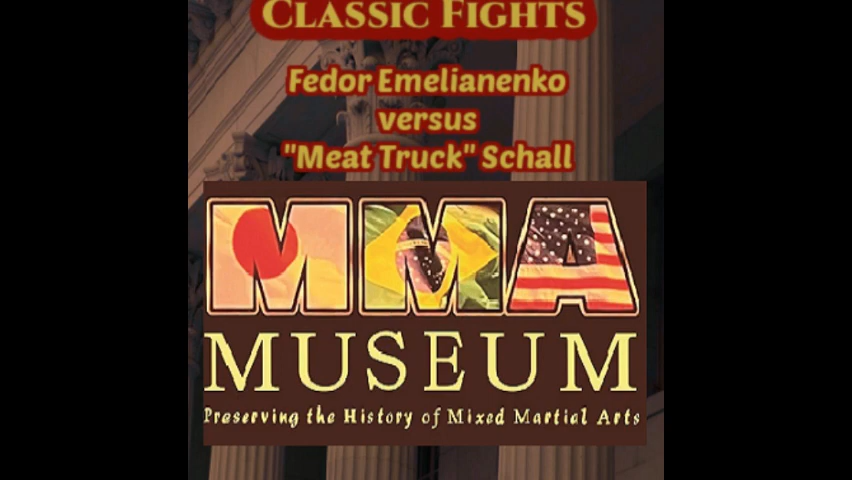 CLASSIC FIGHTS
Fedor Emelianenko
versus
"Meat Truck" Schall
MMA
MUSEUM
Preserving the History of Mixed Martial Arts